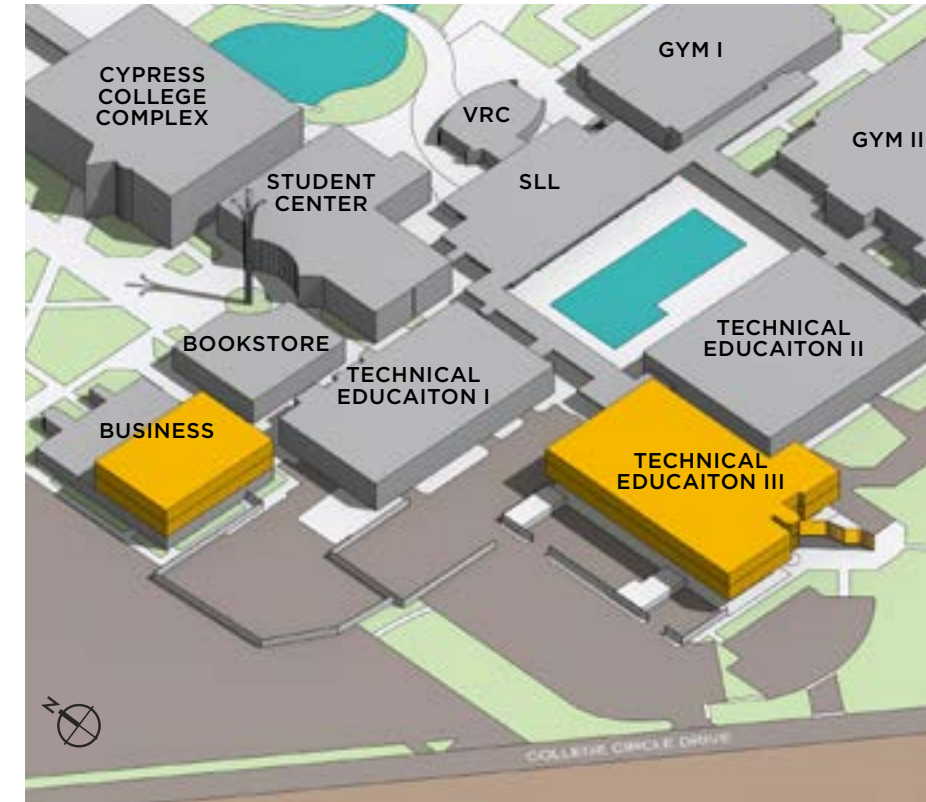 GYM I
CYPRESS
COLLEGE
COMPLEX
VRC
GYM II
STUDENT
CENTER
SLL
TECHNICAL
EDUCAITON II
BOOKSTORE
TECHNICAL
EDUCAITON I
BUSINESS
TECHNICAL
EDUCAITON III
N
COLLEGE CIRCLE DRIVE